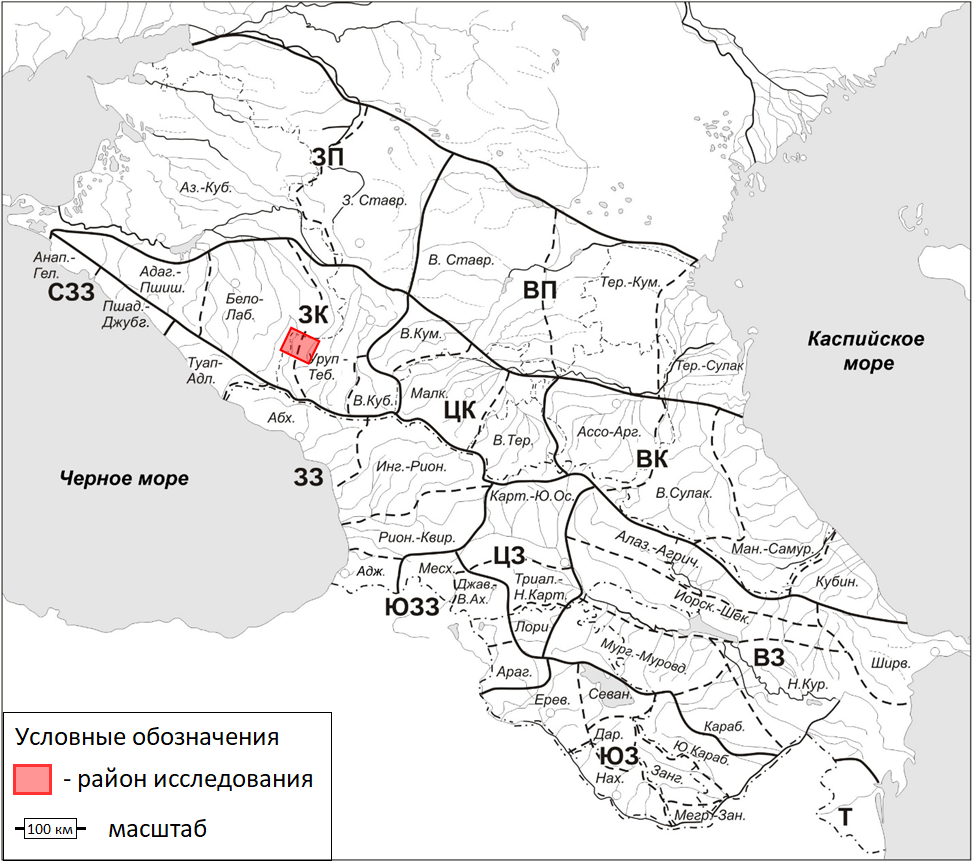 ЗП
Аз.-Куб.
З. Ставр.
Анап.-
Гел.
СЗЗ
Адаг.-
Пшиш.
Пшад.-
Джубг.
Бело-
Лаб.
ЗК
В. Ставр.
ВП
Тер.-Кум.
Каспийское
море
В.Кум.
Туап-
Адл.
Уруп -
Теб.
Тер.-Сулак
В.Куб.
Малк.
ЦК
Абх.
В.Тер.
Ассо-Арг.
ВК
Черное море
ЗЗ
Инг.-Рион.
Карт.-Ю.Ос.
В.Сулак.
Рион.-Квир.
Алаз.-Агрич.
Ман.-Самур.
Адж.
Месх.
ЦЗ
Кубин.
Джав.-
В.Ах.
Триал.-
Н.Карт.
ЮЗЗ
Иорск.-Шек.
Лори
Мург.-Муровд.
ВЗ
Ширв.
Араг.
Н.Кур.
Ерев.
Севан.
Караб.
Дар.
ЮЗ
Ю.Караб.
Нах.
Занг.
Мегр.-Зан.
Т
Условные обозначения
- район исследования
100 км
масштаб